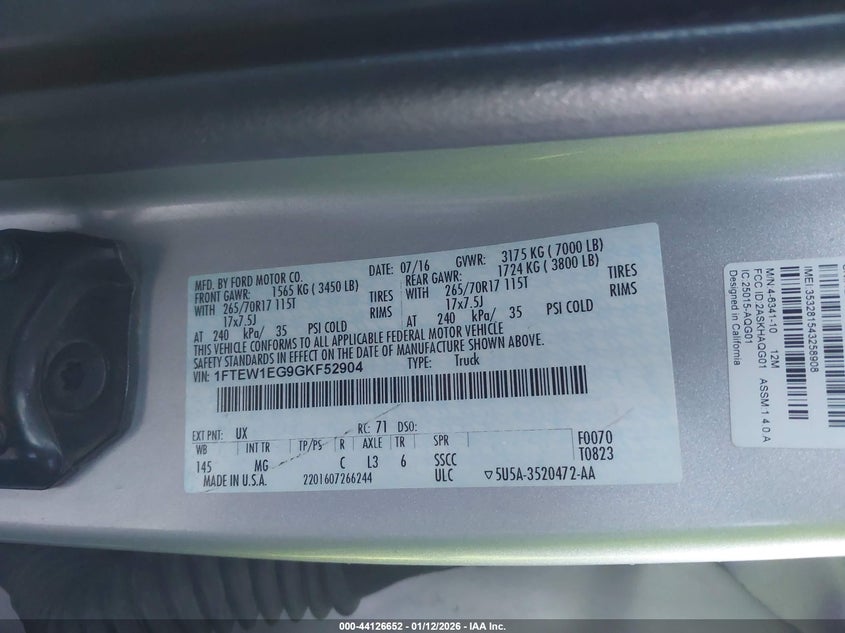 MFD. BY FORD MOTOR CO.
DATE: 07/16
GVWR: 3175 KG ( 7000 LB)
FRONT GAWR: 1565 KG ( 3450 LB)
REAR GAWR: 1724 KG ( 3800 LB)
WITH 265/70R17 115T TIRES
WITH 265/70R17 115T TIRES
17x7.5J RIMS
17x7.5J RIMS
AT 240 kPa/ 35 PSI COLD
AT 240 kPa/ 35 PSI COLD
THIS VEHICLE CONFORMS TO ALL APPLICABLE FEDERAL MOTOR VEHICLE
SAFETY STANDARDS IN EFFECT ON THE DATE OF MANUFACTURE SHOWN ABOVE.
VIN: 1FTEW1EG9GKF52904 TYPE: Truck
EXT PNT: UX RC: 71 DSO:
WB INT TR TP/PS R AXLE TR SPR F0070
145 MG C L3 6 SSCC T0823
MADE IN U.S.A. 2201607266244 ULC ▽5U5A-3520472-AA
IMEI:353281543258908
M/N:4-6341-10 12M ASSM:1.4.0.A
FCC ID:2ASKHAQG01
IC:25015-AQG01
Designed in California
000-44126652 - 01/12/2026 - IAA Inc.